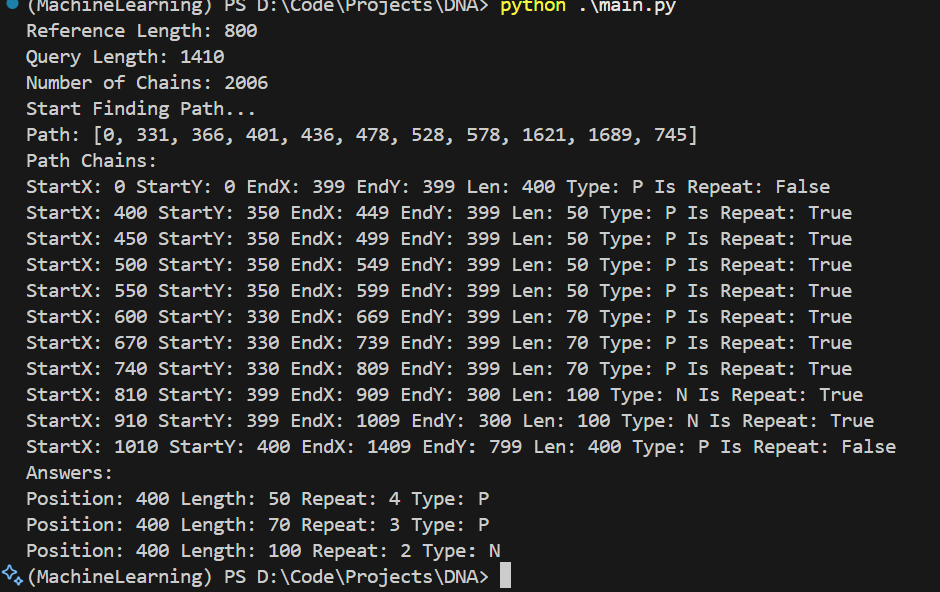 (MachineLearning) PS D:\Code\Projects\DNA> python .\main.py
Reference Length: 800
Query Length: 1410
Number of Chains: 2006
Start Finding Path...
Path: [0, 331, 366, 401, 436, 478, 528, 578, 1621, 1689, 745]
Path Chains:
StartX: 0 StartY: 0 EndX: 399 EndY: 399 Len: 400 Type: P Is Repeat: False
StartX: 400 StartY: 350 EndX: 449 EndY: 399 Len: 50 Type: P Is Repeat: True
StartX: 450 StartY: 350 EndX: 499 EndY: 399 Len: 50 Type: P Is Repeat: True
StartX: 500 StartY: 350 EndX: 549 EndY: 399 Len: 50 Type: P Is Repeat: True
StartX: 550 StartY: 350 EndX: 599 EndY: 399 Len: 50 Type: P Is Repeat: True
StartX: 600 StartY: 330 EndX: 669 EndY: 399 Len: 70 Type: P Is Repeat: True
StartX: 670 StartY: 330 EndX: 739 EndY: 399 Len: 70 Type: P Is Repeat: True
StartX: 740 StartY: 330 EndX: 809 EndY: 399 Len: 70 Type: P Is Repeat: True
StartX: 810 StartY: 399 EndX: 909 EndY: 300 Len: 100 Type: N Is Repeat: True
StartX: 910 StartY: 399 EndX: 1009 EndY: 300 Len: 100 Type: N Is Repeat: True
StartX: 1010 StartY: 400 EndX: 1409 EndY: 799 Len: 400 Type: P Is Repeat: False
Answers:
Position: 400 Length: 50 Repeat: 4 Type: P
Position: 400 Length: 70 Repeat: 3 Type: P
Position: 400 Length: 100 Repeat: 2 Type: N
(MachineLearning) PS D:\Code\Projects\DNA>